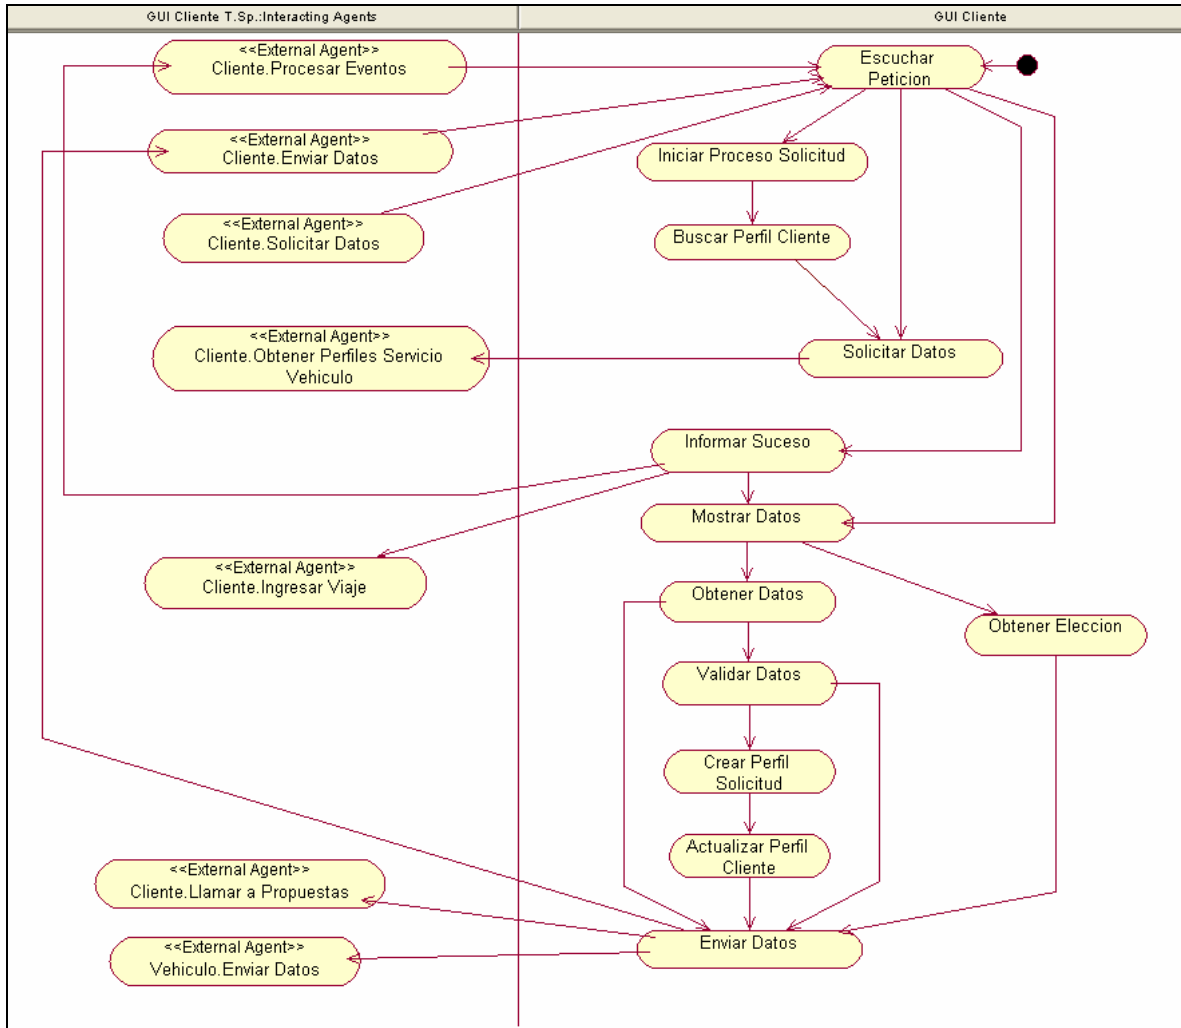 GUI Cliente T.Sp.:Interacting Agents
GUI Cliente
<<External Agent>>
Cliente.Procesar Eventos
Escuchar
Peticion
<<External Agent>>
Cliente.Enviar Datos
Iniciar Proceso Solicitud
<<External Agent>>
Cliente.Solicitar Datos
Buscar Perfil Cliente
<<External Agent>>
Cliente.Obtener Perfiles Servicio
Vehiculo
Solicitar Datos
Informar Suceso
Mostrar Datos
<<External Agent>>
Cliente.Ingresar Viaje
Obtener Datos
Obtener Eleccion
Validar Datos
Crear Perfil
Solicitud
Actualizar Perfil
Cliente
<<External Agent>>
Cliente.Llamar a Propuestas
Enviar Datos
<<External Agent>>
Vehiculo.Enviar Datos